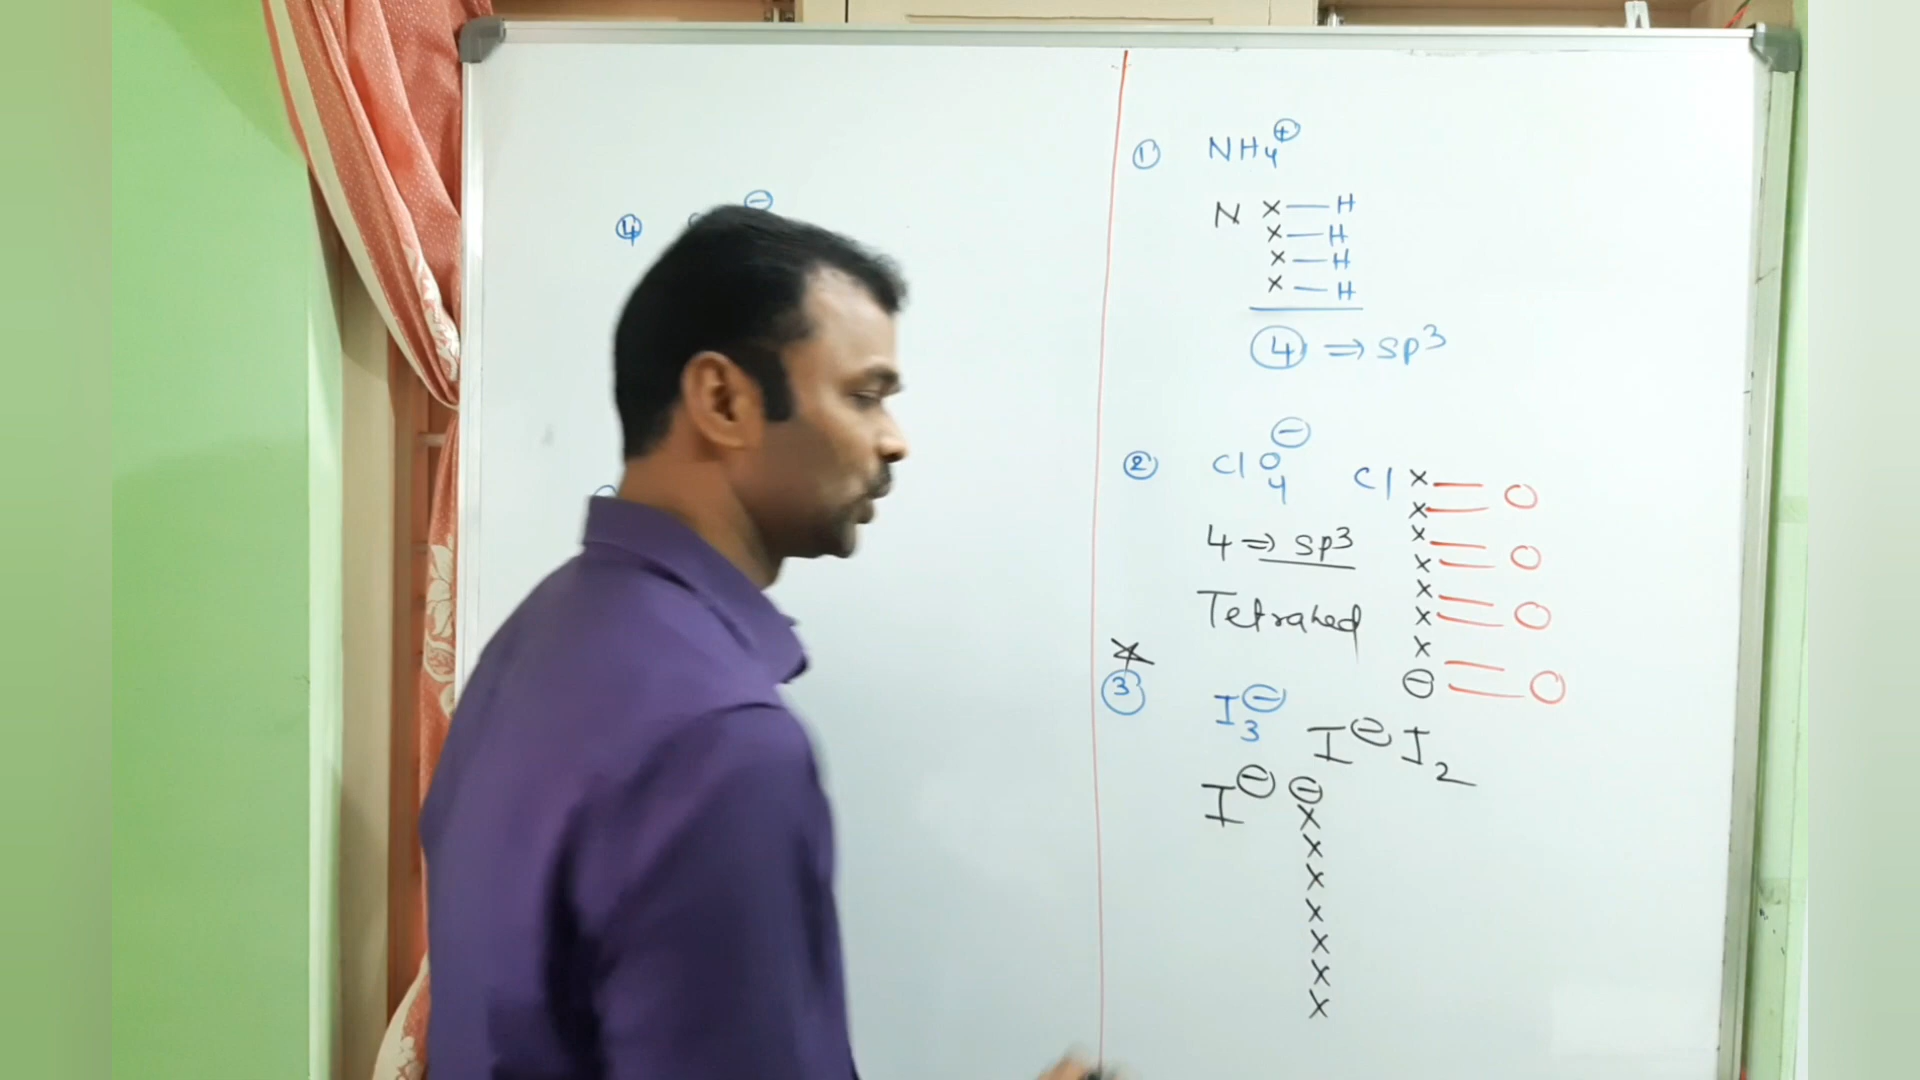 ④ ⊖
① NH₄⊕
N x — H
x — H
x — H
x — H
④ ⇒ sp³
② ClO₄⊖
Cl x = O
x
x = O
x
x = O
x
x = O
⊖
4 ⇒ sp³
Tetrahed
③ I₃⊖
I⊖ I₂
I⊖ ⊖
x
x
x
x
x
x
x